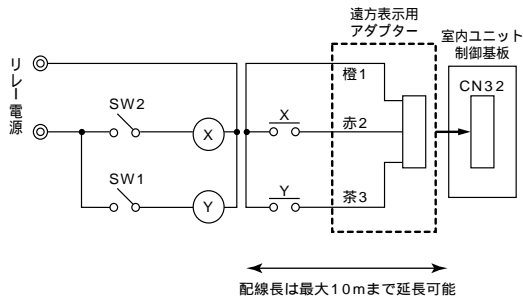 遠方表示用
アダプター
室内ユニット
制御基板
リレー電源
橙1
CN32
SW2
X
X
赤2
SW1
Y
Y
茶3
配線長は最大10mまで延長可能